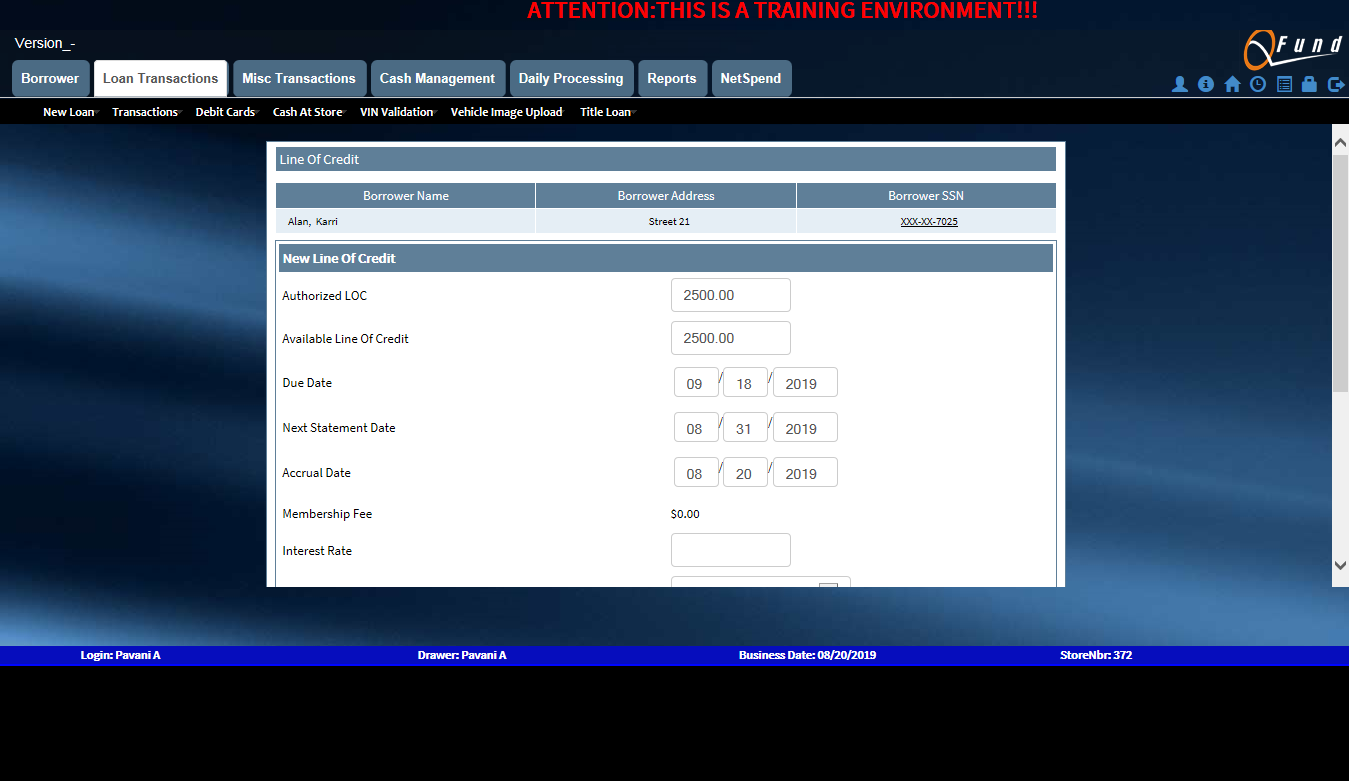 ATTENTION:THIS IS A TRAINING ENVIRONMENT!!!
Version_-
QFund
Borrower Loan Transactions Misc Transactions Cash Management Daily Processing Reports NetSpend
New Loan Transactions Debit Cards Cash At Store VIN Validation Vehicle Image Upload Title Loan
Line Of Credit
Borrower Name Borrower Address Borrower SSN
Alan, Karri Street 21 XXX-XX-7025
New Line Of Credit
Authorized LOC 2500.00
Available Line Of Credit 2500.00
Due Date 09 / 18 / 2019
Next Statement Date 08 / 31 / 2019
Accrual Date 08 / 20 / 2019
Membership Fee $0.00
Interest Rate
Login: Pavani A Drawer: Pavani A Business Date: 08/20/2019 StoreNbr: 372